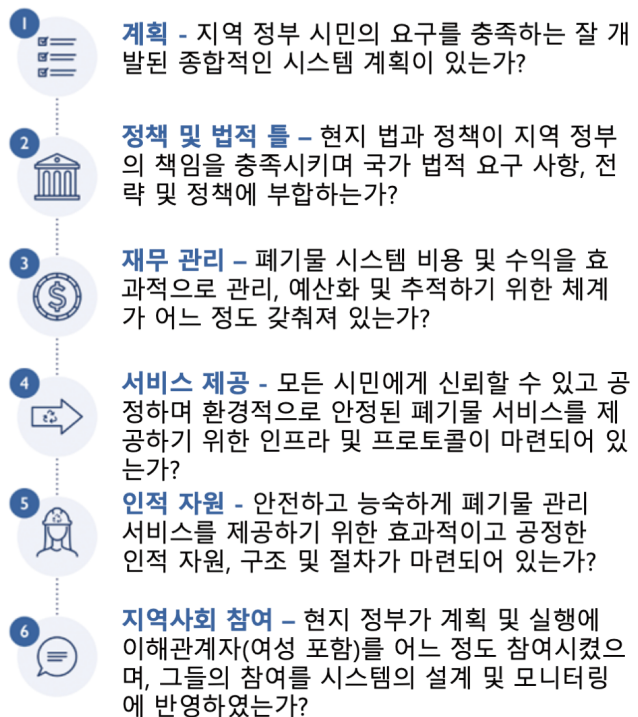 1
계획 - 지역 정부 시민의 요구를 충족하는 잘 개
발된 종합적인 시스템 계획이 있는가?
2
정책 및 법적 틀 – 현지 법과 정책이 지역 정부
의 책임을 충족시키며 국가 법적 요구 사항, 전
략 및 정책에 부합하는가?
3
재무 관리 – 폐기물 시스템 비용 및 수익을 효
과적으로 관리, 예산화 및 추적하기 위한 체계
가 어느 정도 갖춰져 있는가?
$
4
서비스 제공 - 모든 시민에게 신뢰할 수 있고 공
정하며 환경적으로 안정된 폐기물 서비스를 제
공하기 위한 인프라 및 프로토콜이 마련되어 있
는가?
5
인적 자원 - 안전하고 능숙하게 폐기물 관리
서비스를 제공하기 위한 효과적이고 공정한
인적 자원, 구조 및 절차가 마련되어 있는가?
6
지역사회 참여 – 현지 정부가 계획 및 실행에
이해관계자(여성 포함)를 어느 정도 참여시켰으
며, 그들의 참여를 시스템의 설계 및 모니터링
에 반영하였는가?